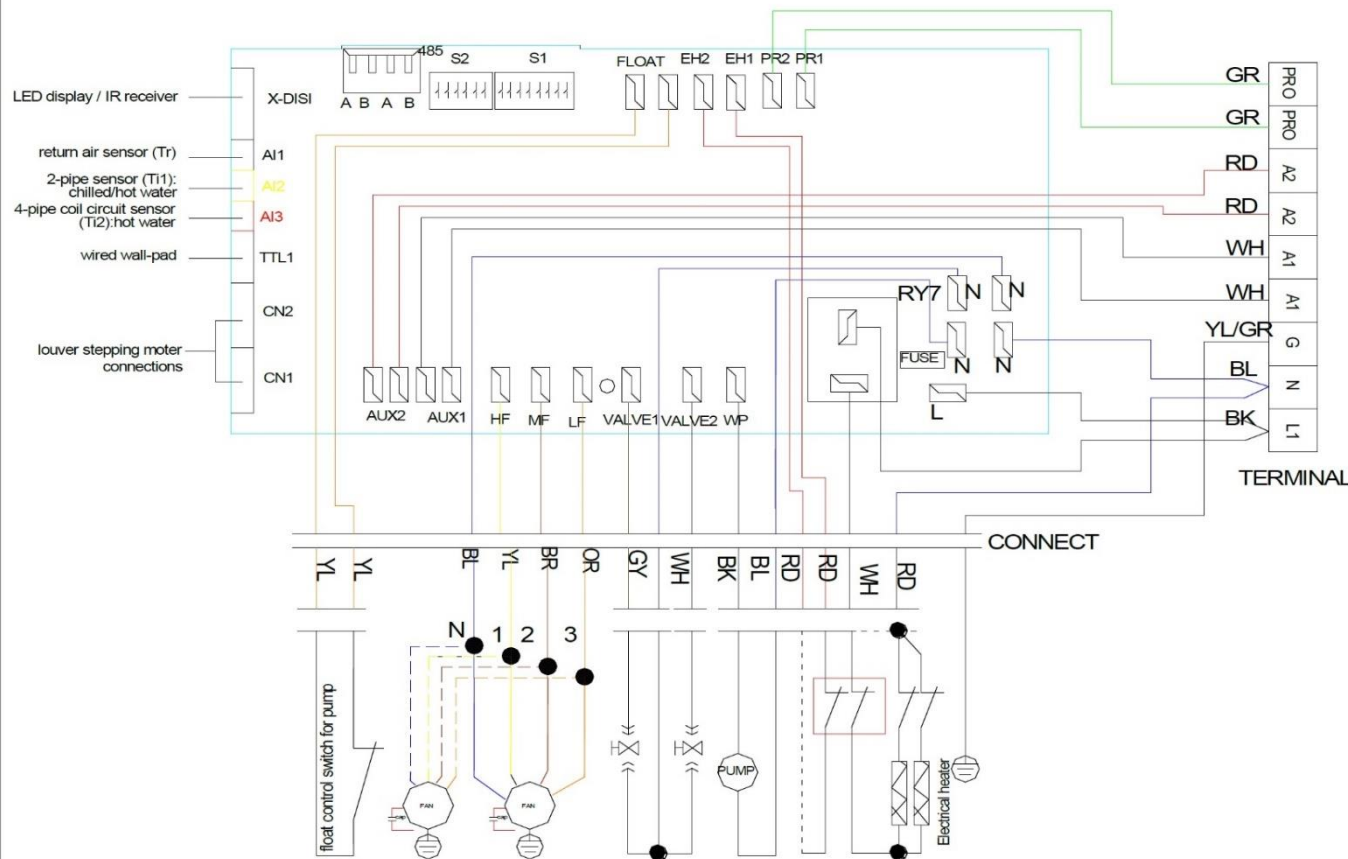 485
S2
S1
FLOAT
EH2
EH1
PR2
PR1
A B A B
LED display / IR receiver
X-DISI
return air sensor (Tr)
AI1
2-pipe sensor (Ti1):
chilled/hot water
AI2
4-pipe coil circuit sensor
(Ti2):hot water
AI3
wired wall-pad
TTL1
CN2
louver stepping moter
connections
CN1
AUX2
AUX1
HF
MF
LF
VALVE1
VALVE2
WP
RY7
N
N
FUSE
N
N
L
GR
PRO
GR
PRO
RD
A2
RD
A2
WH
A1
WH
A1
YL/GR
G
BL
N
BK
L1
TERMINAL
CONNECT
YL
YL
BL
YL
BR
OR
GY
WH
BK
BL
RD
RD
WH
RD
N
1
2
3
float control switch for pump
FAN
CAP
FAN
CAP
PUMP
Electrical heater